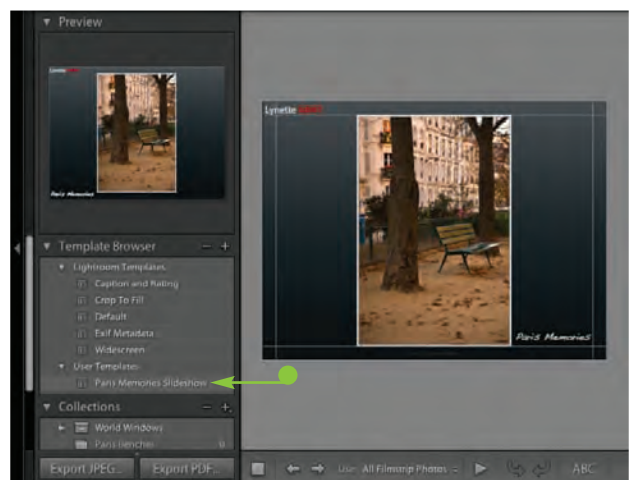 Preview
Lynette
Paris Memories
Template Browser
Lightroom Templates
Caption and Rating
Crop To Fill
Default
Exif Metadata
Widescreen
User Templates
Paris Memories Slideshow
Collections
World Windows
Paris Benches
Export JPEG...
Export PDF...
Lynette
Paris Memories
Use: All Filmstrip Photos
ABC